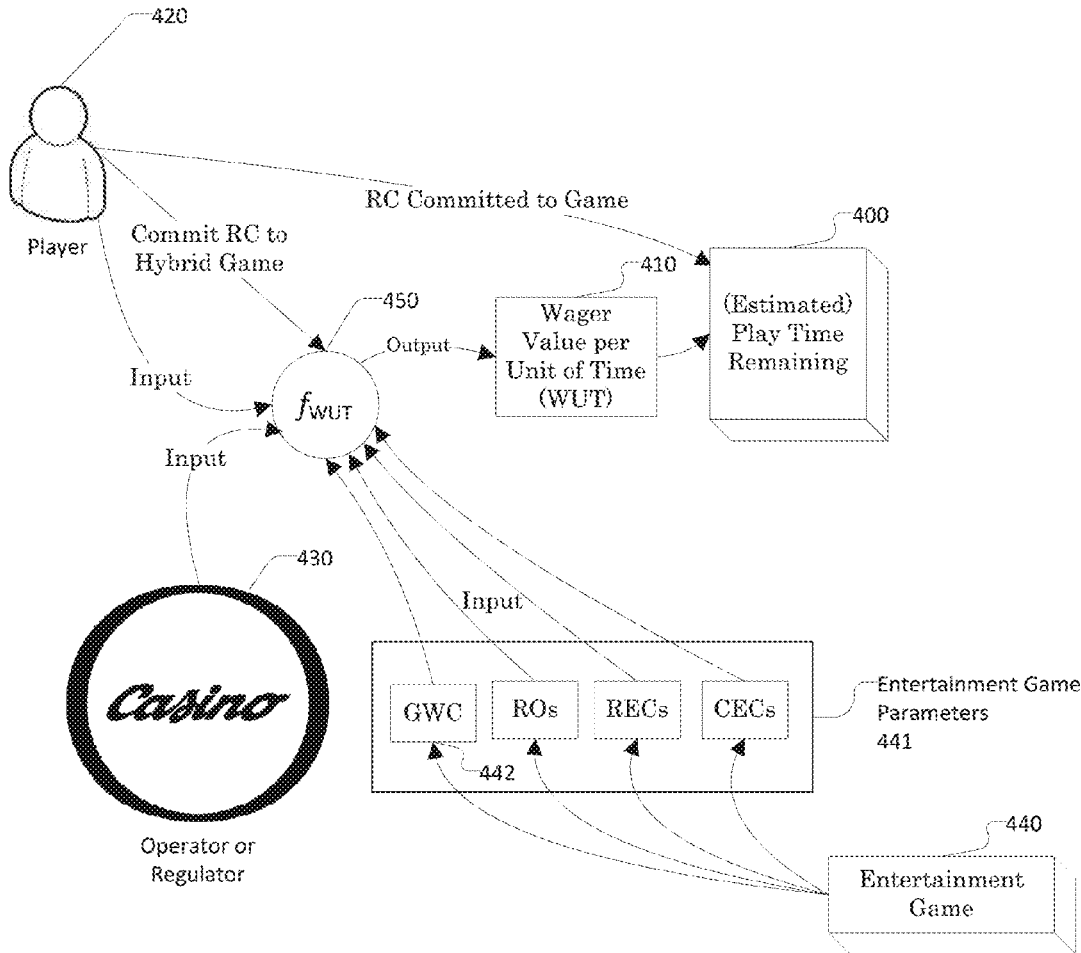 420
Player
RC Committed to Game
Commit RC to
Hybrid Game
400
410
(Estimated)
Play Time
Remaining
Wager
Value per
Unit of Time
(WUT)
450
Output
Input
fWUT
Input
430
Casino
Operator or
Regulator
Input
GWC
ROs
RECs
CECs
442
Entertainment Game
Parameters
441
440
Entertainment
Game